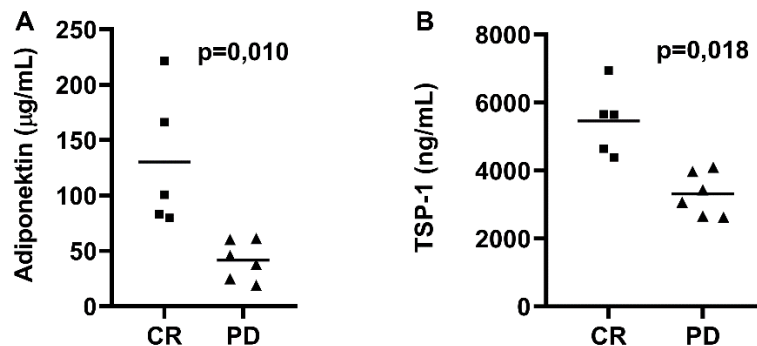 A
Adiponektin (μg/mL)
250
200
150
100
50
0
p=0,010
CR PD
B
TSP-1 (ng/mL)
8000
6000
4000
2000
0
p=0,018
CR PD